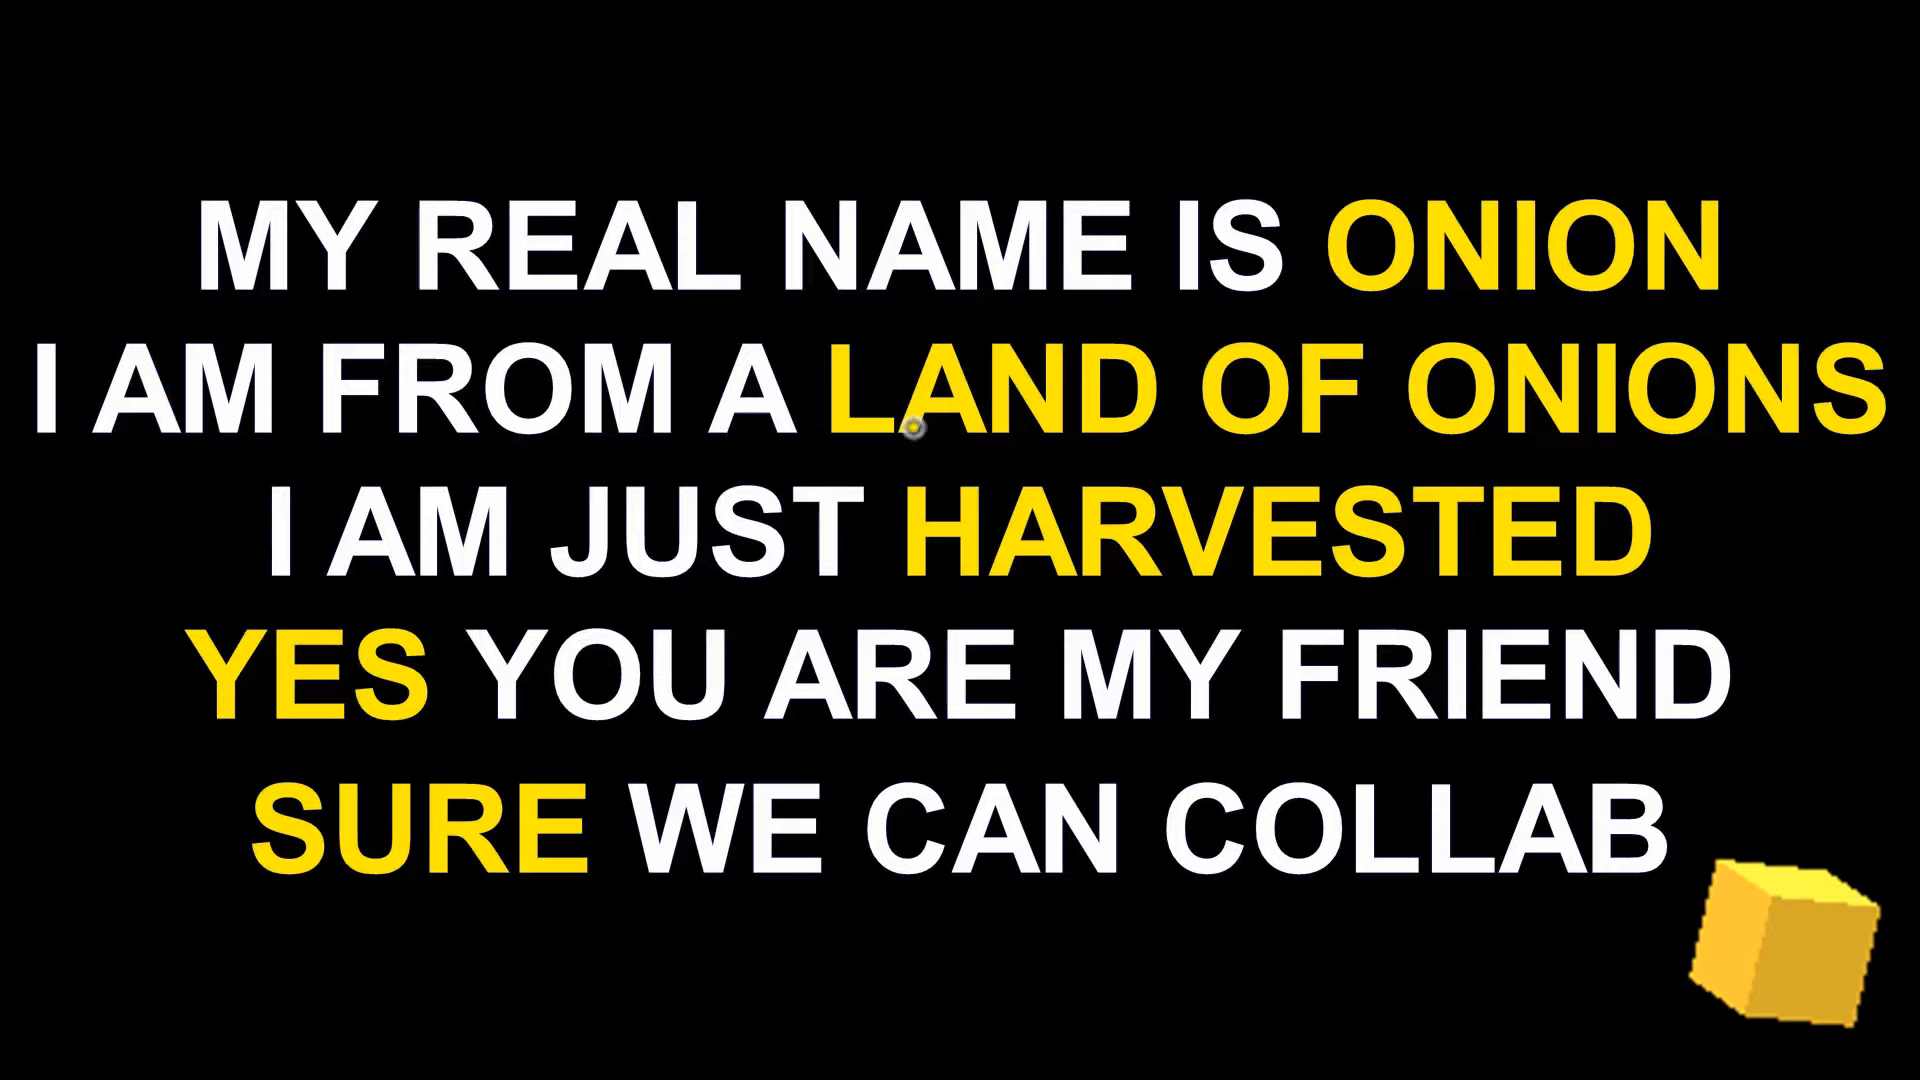 MY REAL NAME IS ONION
I AM FROM A LAND OF ONIONS
I AM JUST HARVESTED
YES YOU ARE MY FRIEND
SURE WE CAN COLLAB